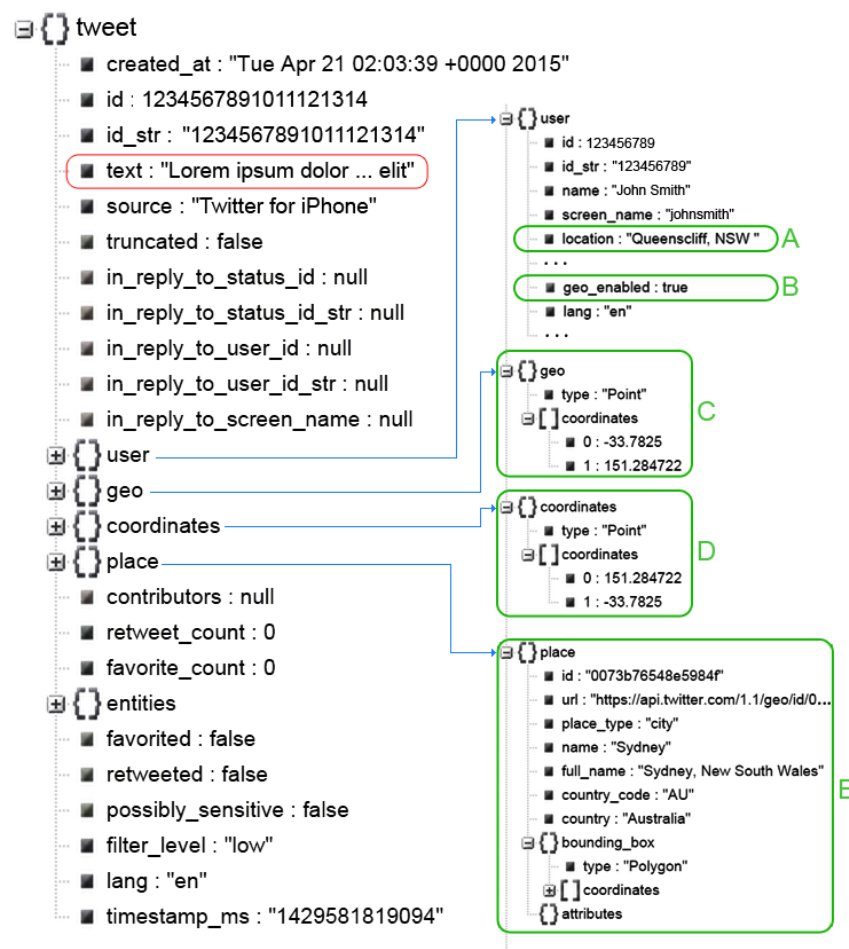 tweet
created_at : "Tue Apr 21 02:03:39 +0000 2015"
id : 1234567891011121314
id_str : "1234567891011121314"
text : "Lorem ipsum dolor ... elit"
source : "Twitter for iPhone"
truncated : false
in_reply_to_status_id : null
in_reply_to_status_id_str : null
in_reply_to_user_id : null
in_reply_to_user_id_str : null
in_reply_to_screen_name : null
{} user
{} geo
{} coordinates
{} place
contributors : null
retweet_count : 0
favorite_count : 0
{} entities
favorited : false
retweeted : false
possibly_sensitive : false
filter_level : "low"
lang : "en"
timestamp_ms : "1429581819094"
{} user
id : 123456789
id_str : "123456789"
name : "John Smith"
screen_name : "johnsmith"
location : "Queenscliff, NSW " A
. . .
geo_enabled : true B
lang : "en"
. . .
{} geo
type : "Point"
[] coordinates
C
0 : -33.7825
1 : 151.284722
{} coordinates
type : "Point"
[] coordinates
D
0 : 151.284722
1 : -33.7825
{} place
id : "0073b76548e5984f"
url : "https://api.twitter.com/1.1/geo/id/0...
place_type : "city"
name : "Sydney"
full_name : "Sydney, New South Wales"
country_code : "AU"
E
country : "Australia"
{} bounding_box
type : "Polygon"
[] coordinates
{} attributes